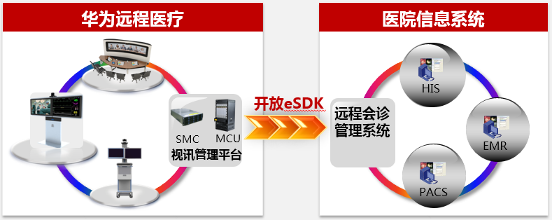 华为远程医疗
医院信息系统
SMC
MCU
视讯管理平台
开放eSDK
远程会诊
管理系统
HIS
EMR
PACS